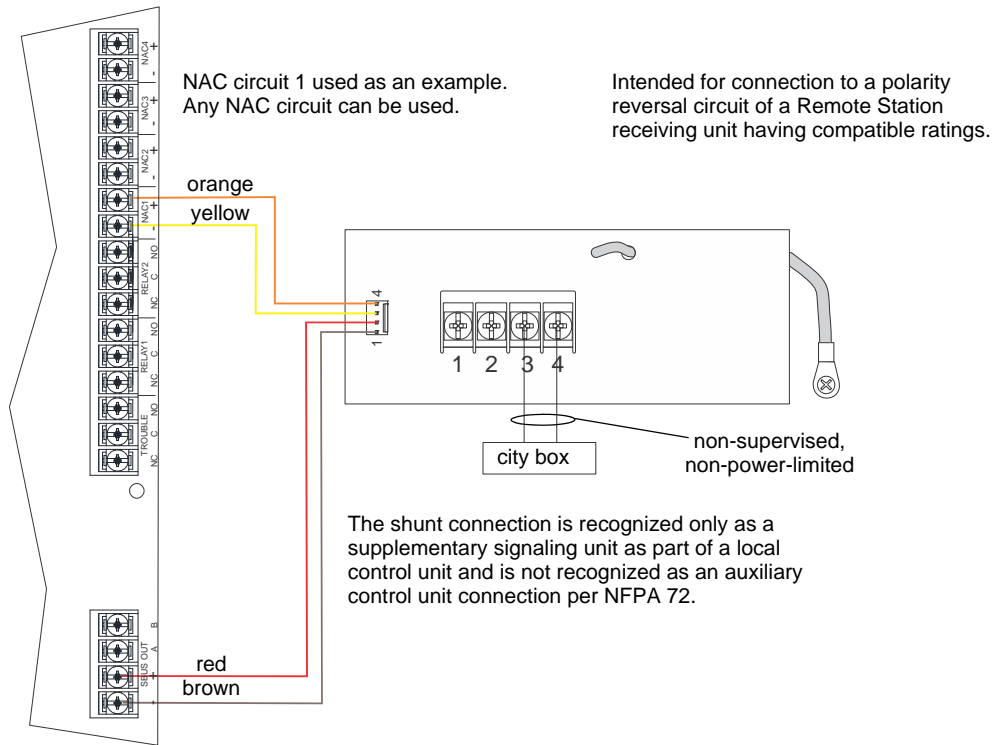 NAC circuit 1 used as an example.
Any NAC circuit can be used.
Intended for connection to a polarity
reversal circuit of a Remote Station
receiving unit having compatible ratings.
+
NAC4
-
+
NAC3
-
+
NAC2
-
+
NAC1
-
NO
RELAY2
C
NC
NO
RELAY1
C
NC
NO
TROUBLE
C
NC
orange
yellow
4
1
1 2 3 4
city box
non-supervised,
non-power-limited
The shunt connection is recognized only as a
supplementary signaling unit as part of a local
control unit and is not recognized as an auxiliary
control unit connection per NFPA 72.
B
A
SBUS OUT
+
-
red
brown